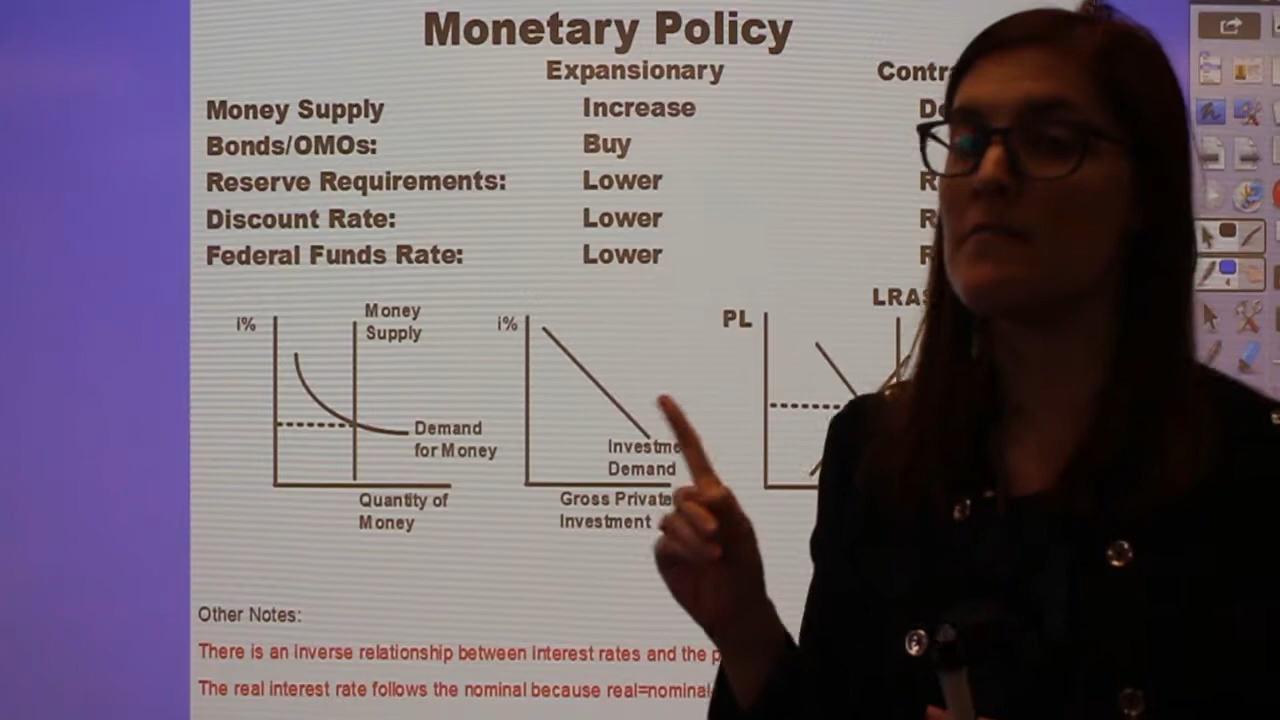 Monetary Policy
Expansionary
Money Supply Increase
Bonds/OMOs: Buy
Reserve Requirements: Lower
Discount Rate: Lower
Federal Funds Rate: Lower
i% Money Supply
Demand for Money
Quantity of Money
i%
Demand
Gross Private
Investment
PL
LRAS
Other Notes:
There is an inverse relationship between interest rates and the
The real interest rate follows the nominal because real=nominal-